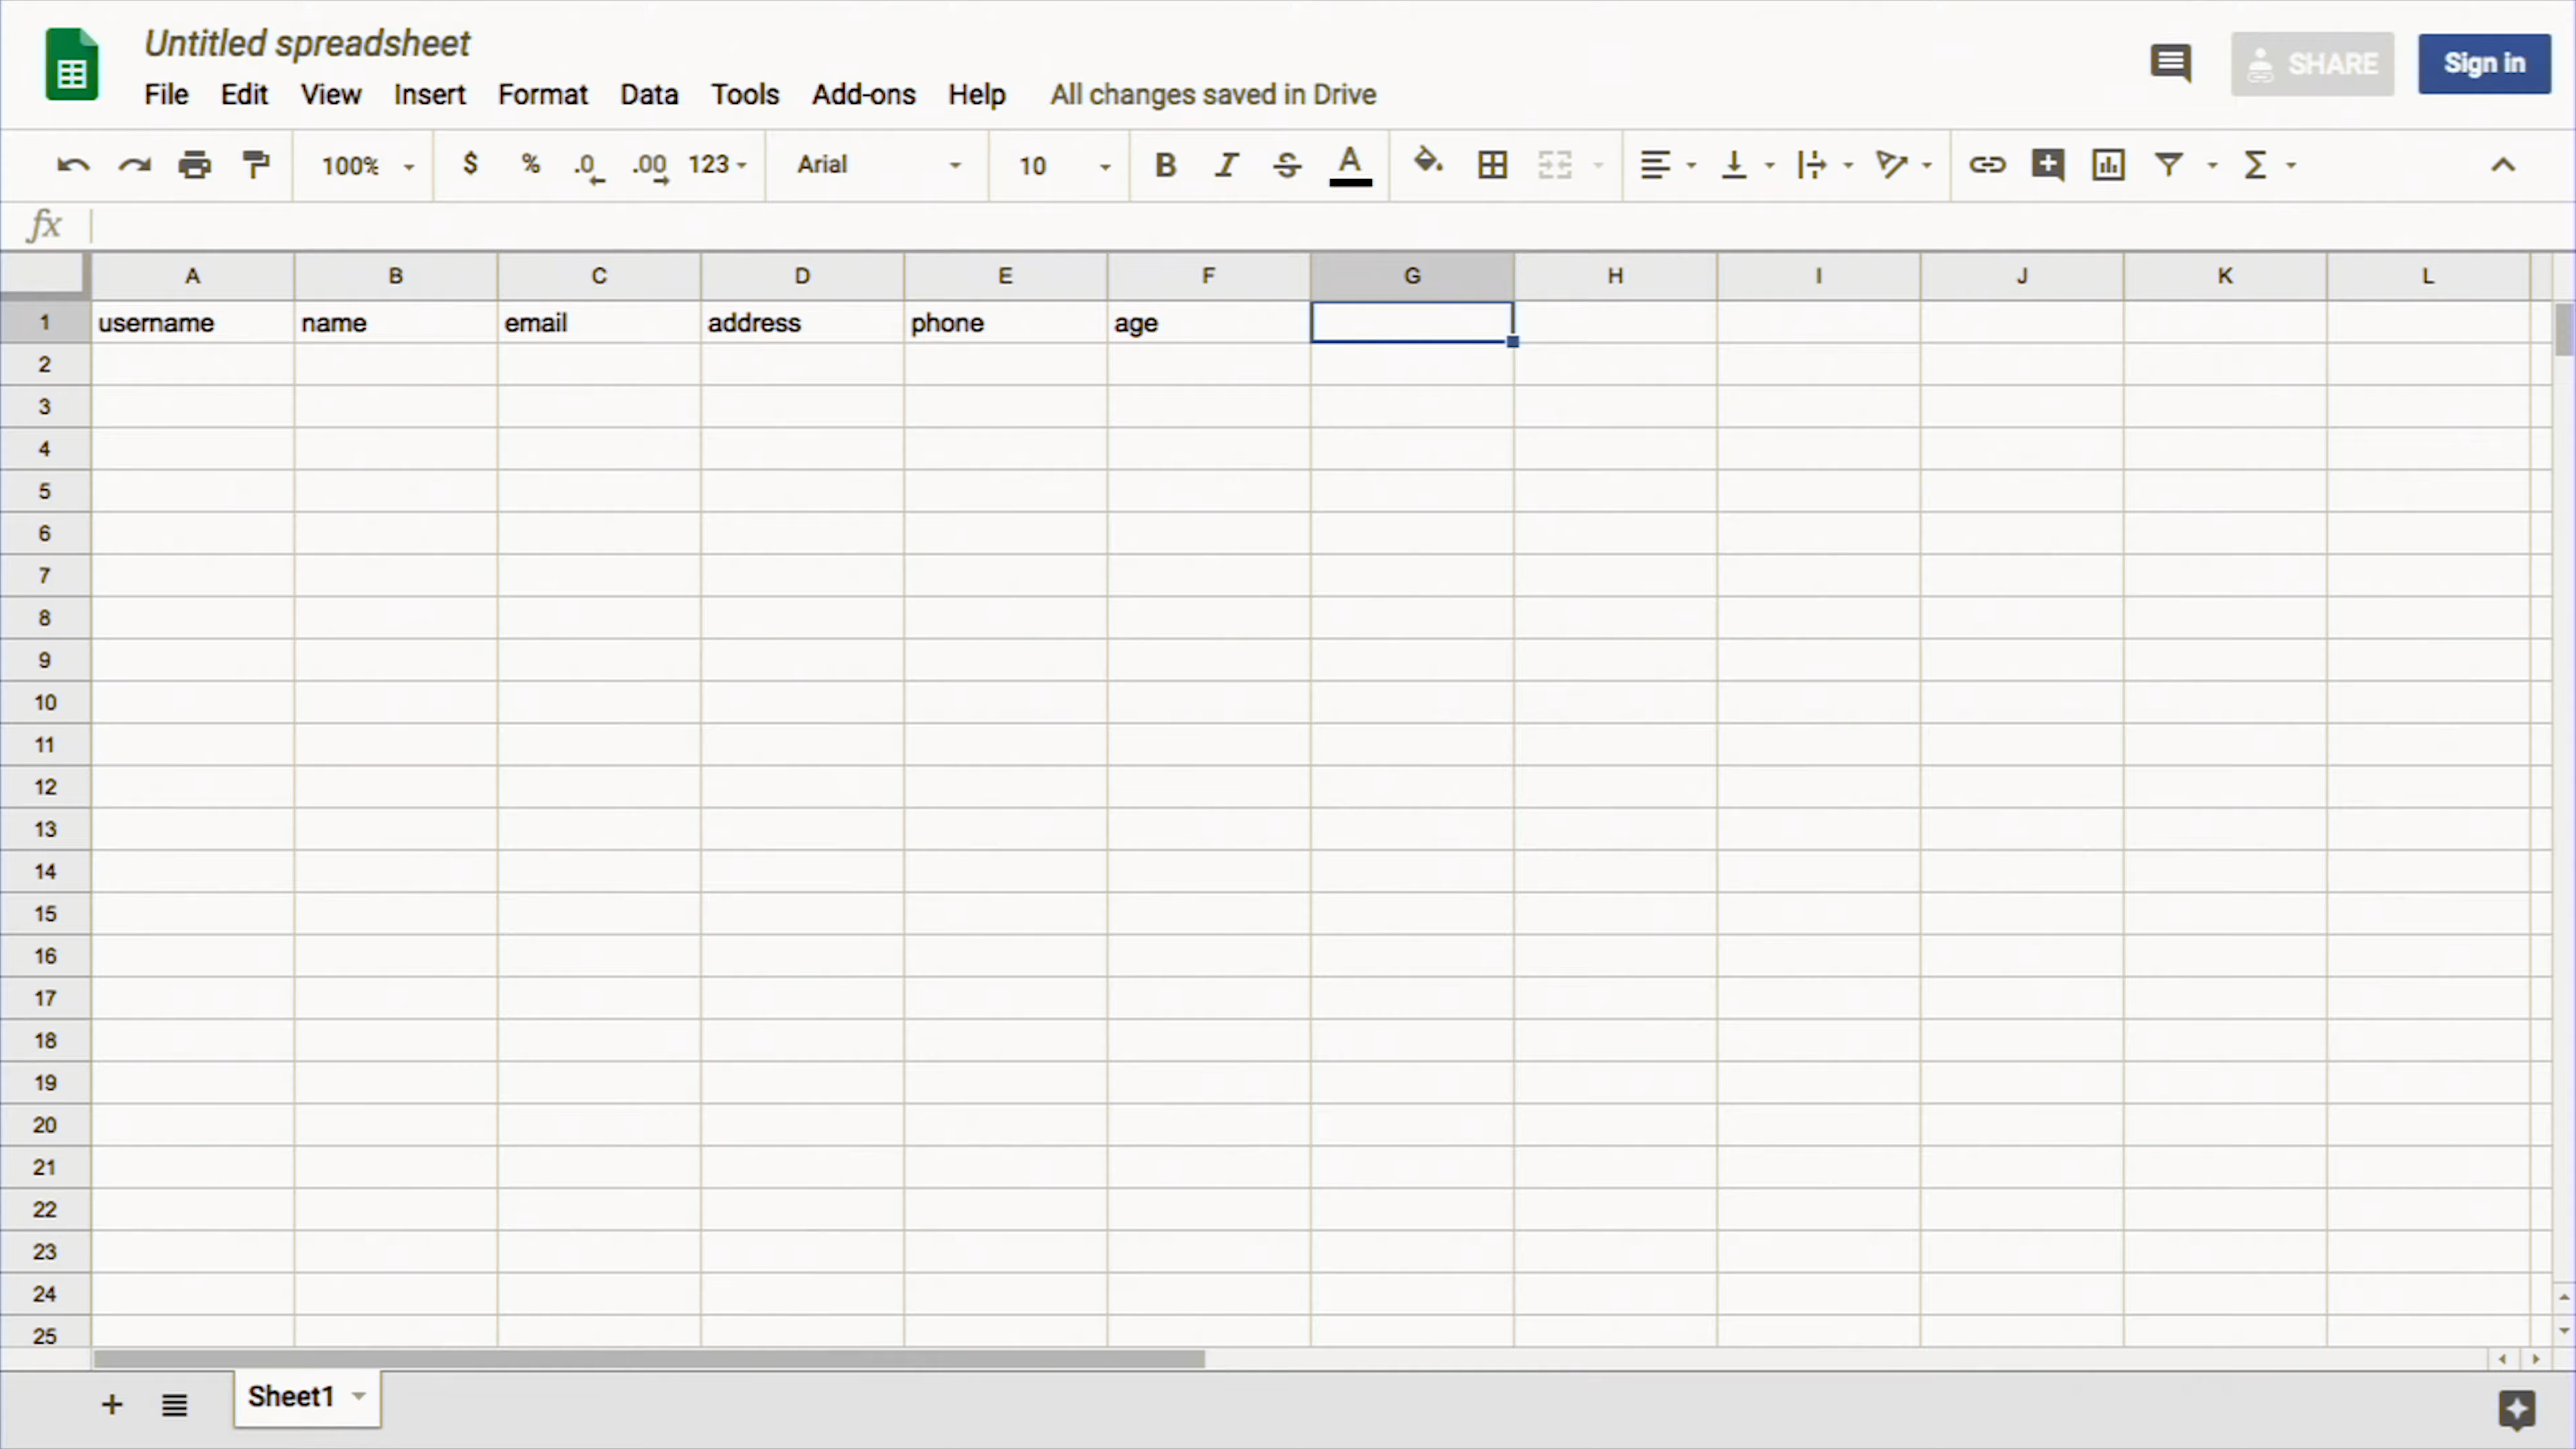 Untitled spreadsheet
File Edit View Insert Format Data Tools Add-ons Help All changes saved in Drive
SHARE
Sign in
100% $ % .0 .00 123 Arial 10 B I S A Σ
fx
A B C D E F G H I J K L
1 username name email address phone age
2
3
4
5
6
7
8
9
10
11
12
13
14
15
16
17
18
19
20
21
22
23
24
25
+ Sheet1